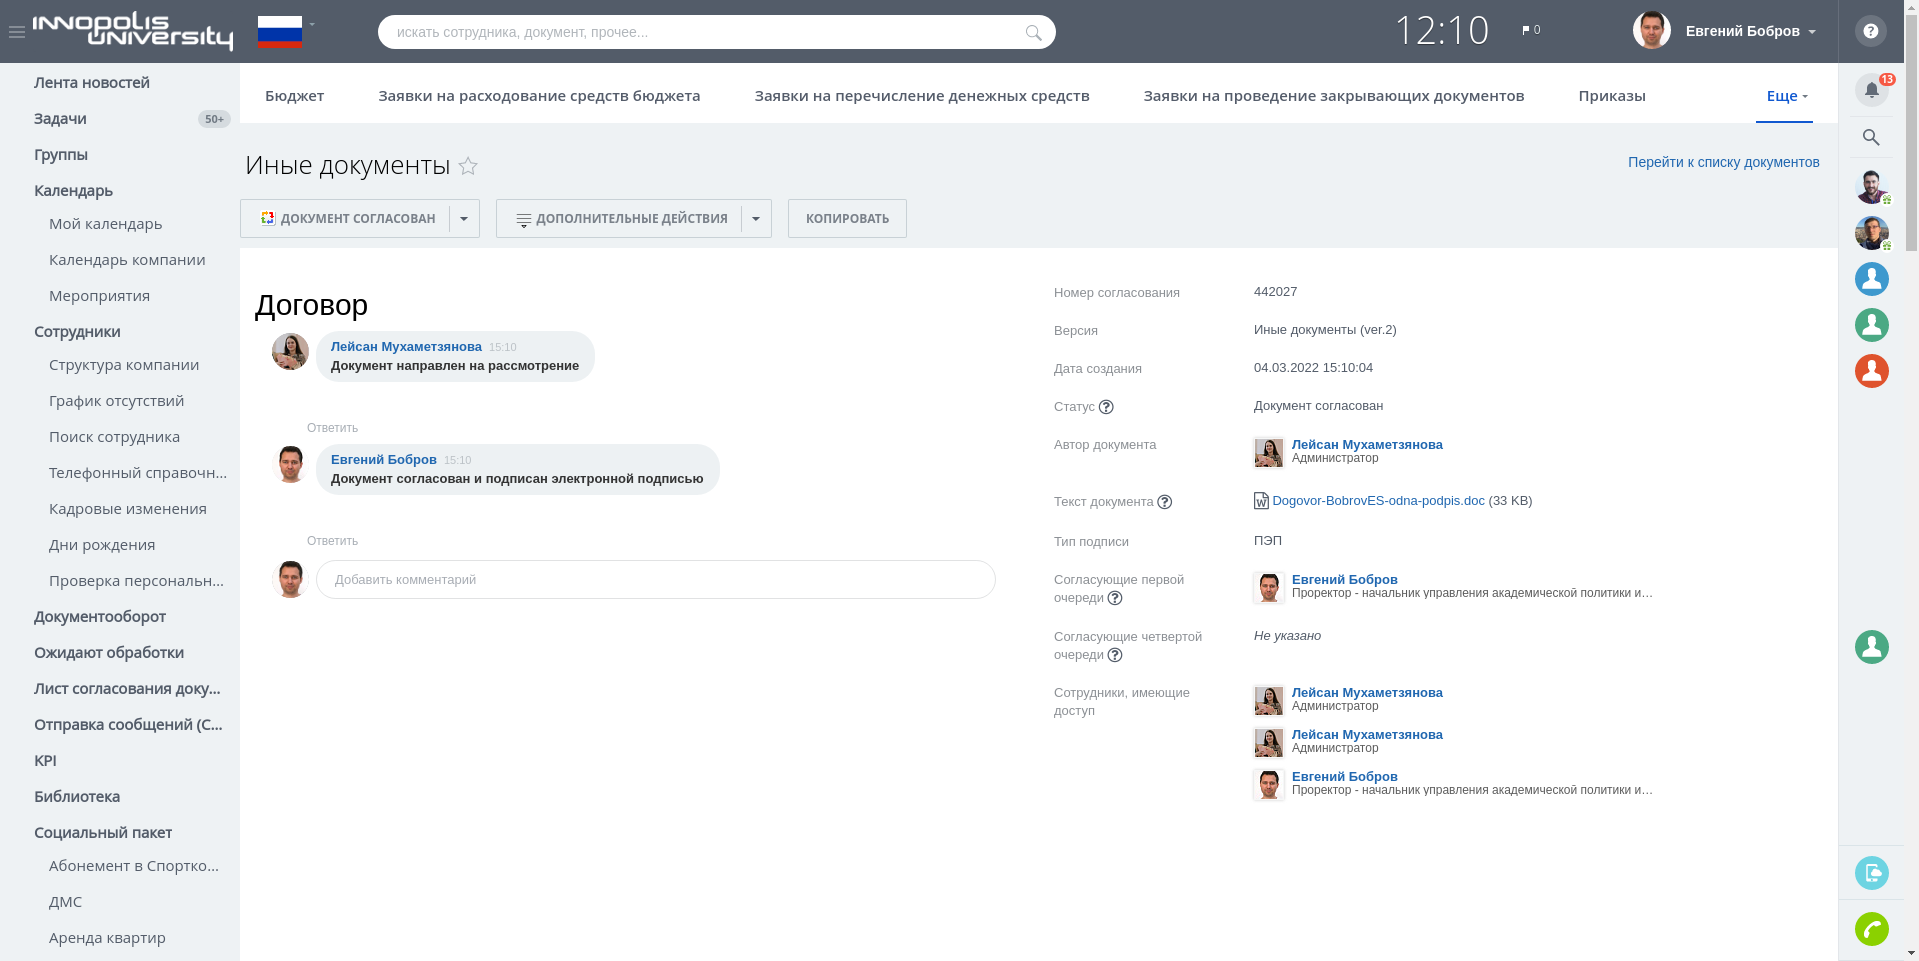 INNOPOLIS
UNIVERSITY
искать сотрудника, документ, прочее...
12:10
0
Евгений Бобров
?
Лента новостей
Задачи
50+
Группы
Календарь
Мой календарь
Календарь компании
Мероприятия
Сотрудники
Структура компании
График отсутствий
Поиск сотрудника
Телефонный справочн...
Кадровые изменения
Дни рождения
Проверка персональн...
Документооборот
Ожидают обработки
Лист согласования доку...
Отправка сообщений (С...
KPI
Библиотека
Социальный пакет
Абонемент в Спортко...
ДМС
Аренда квартир
Бюджет
Заявки на расходование средств бюджета
Заявки на перечисление денежных средств
Заявки на проведение закрывающих документов
Приказы
Еще
13
Иные документы
Перейти к списку документов
ДОКУМЕНТ СОГЛАСОВАН
ДОПОЛНИТЕЛЬНЫЕ ДЕЙСТВИЯ
КОПИРОВАТЬ
Договор
Лейсан Мухаметзянова 15:10
Документ направлен на рассмотрение
Ответить
Евгений Бобров 15:10
Документ согласован и подписан электронной подписью
Ответить
Добавить комментарий
Номер согласования
442027
Версия
Иные документы (ver.2)
Дата создания
04.03.2022 15:10:04
Статус ?
Документ согласован
Автор документа
Лейсан Мухаметзянова
Администратор
Текст документа ?
W Dogovor-BobrovES-odna-podpis.doc (33 KB)
Тип подписи
ПЭП
Согласующие первой
очереди ?
Евгений Бобров
Проректор - начальник управления академической политики и…
Согласующие четвертой
очереди ?
Не указано
Сотрудники, имеющие
доступ
Лейсан Мухаметзянова
Администратор
Лейсан Мухаметзянова
Администратор
Евгений Бобров
Проректор - начальник управления академической политики и…